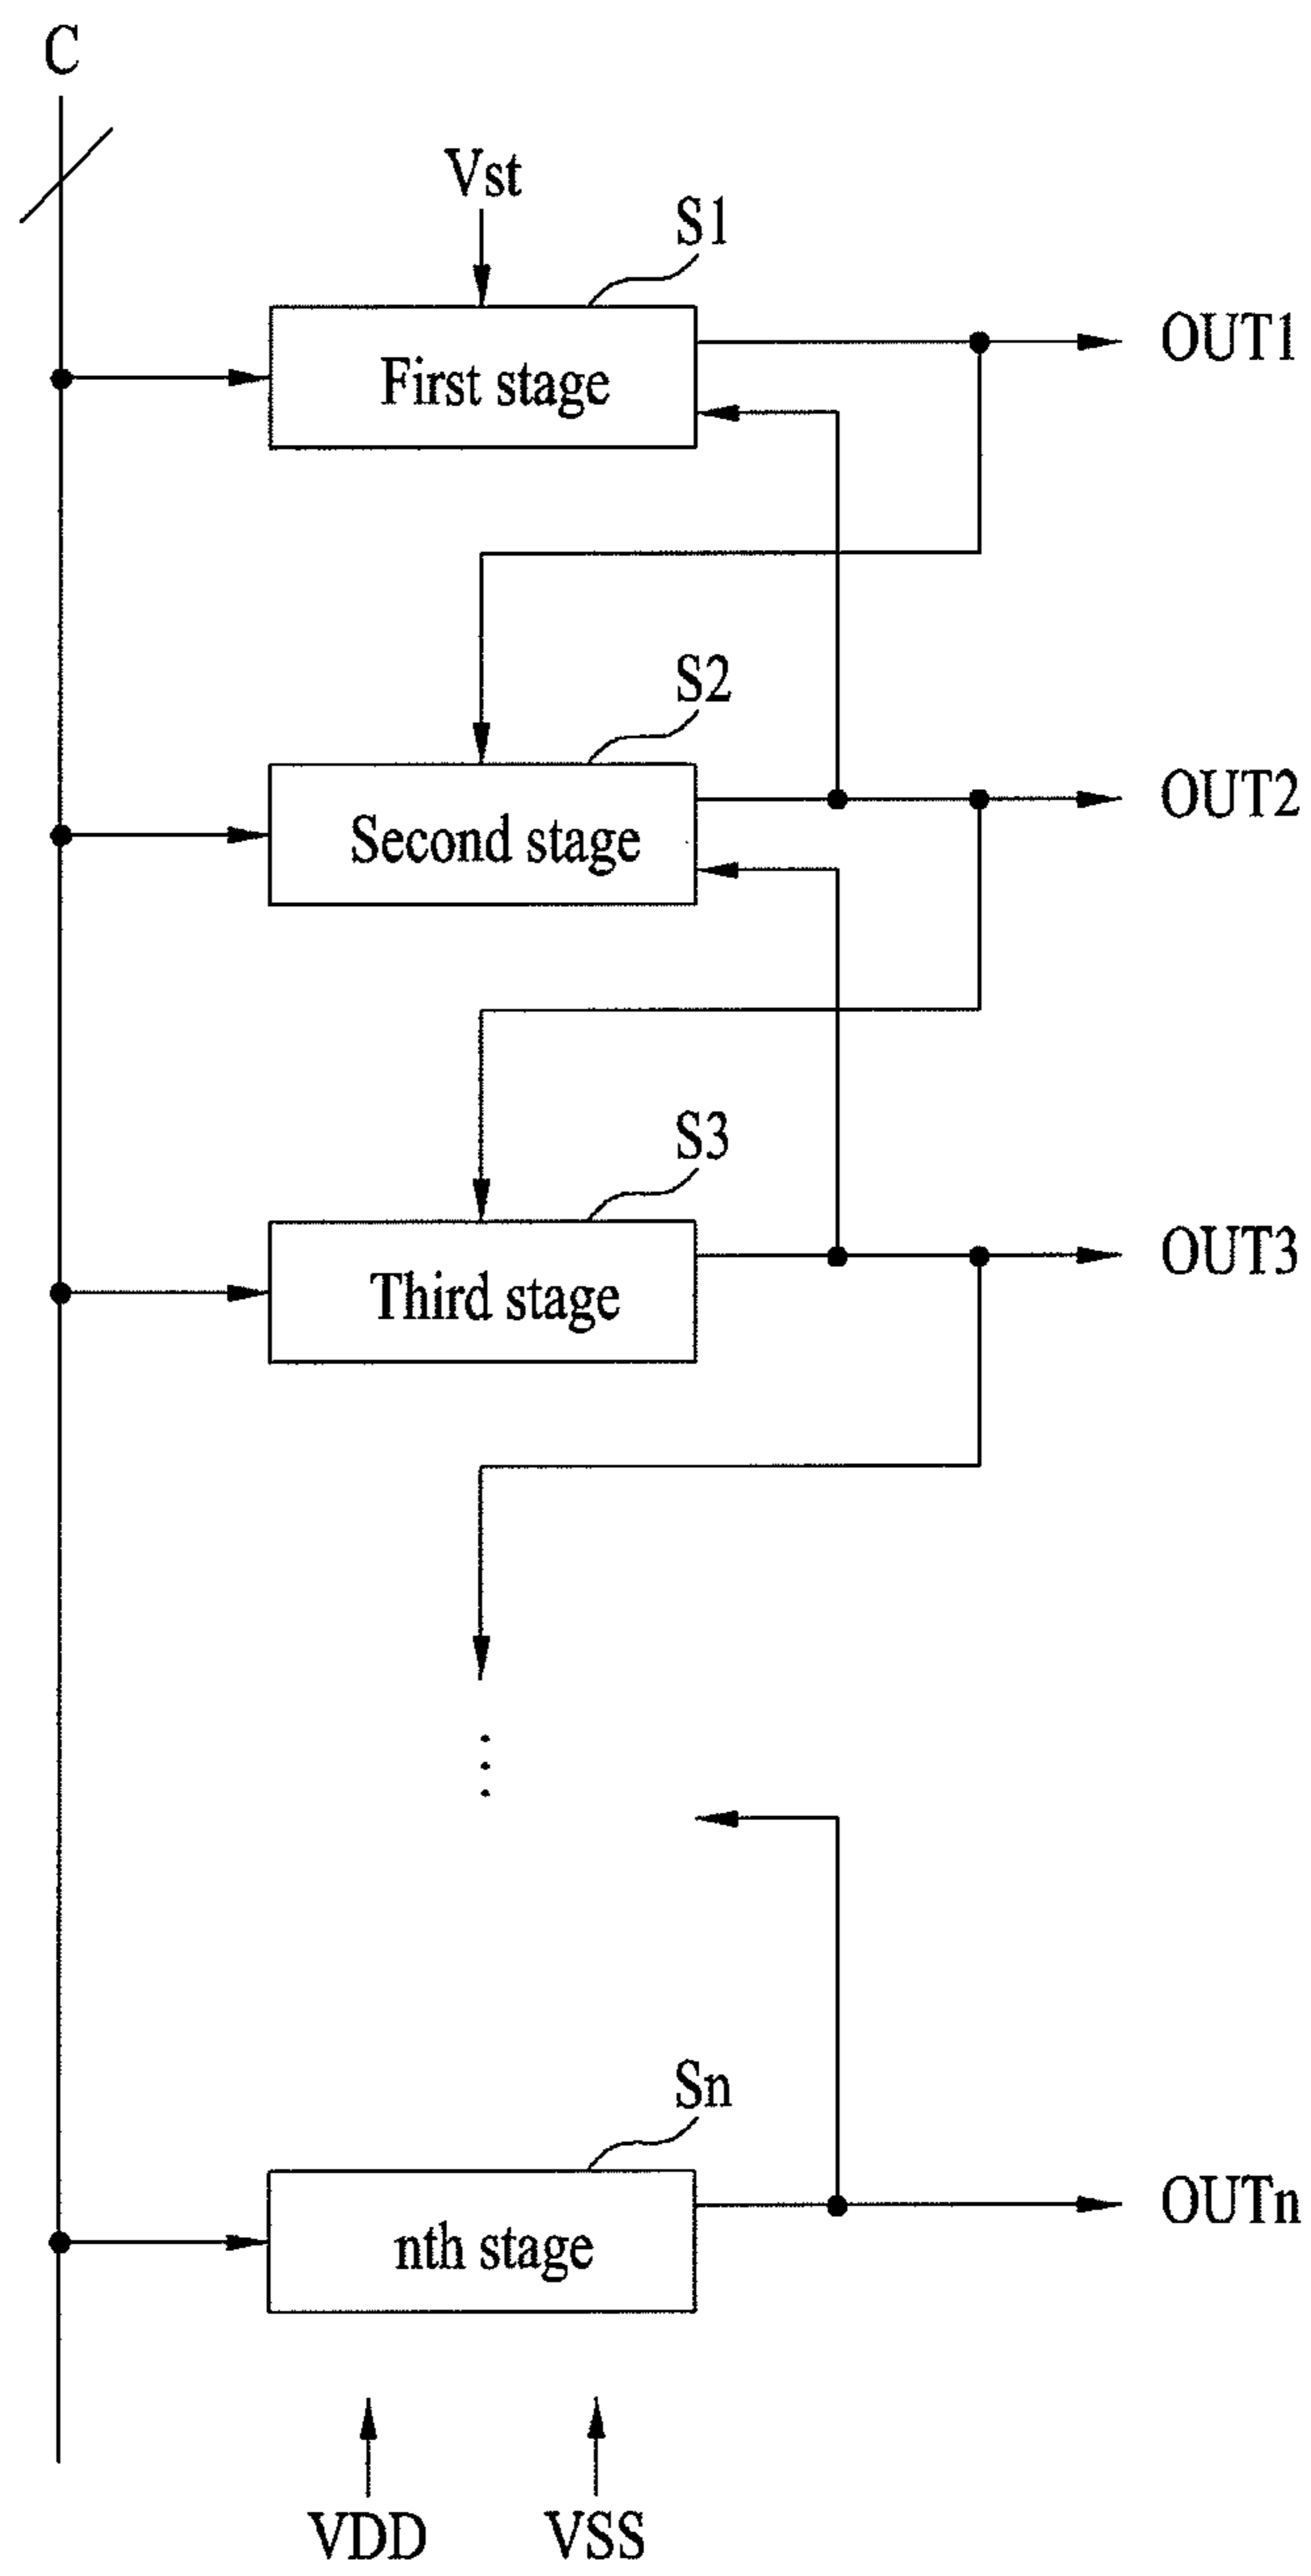 C
Vst
S1
First stage
OUT1
S2
Second stage
OUT2
S3
Third stage
OUT3
Sn
nth stage
OUTn
VDD
VSS